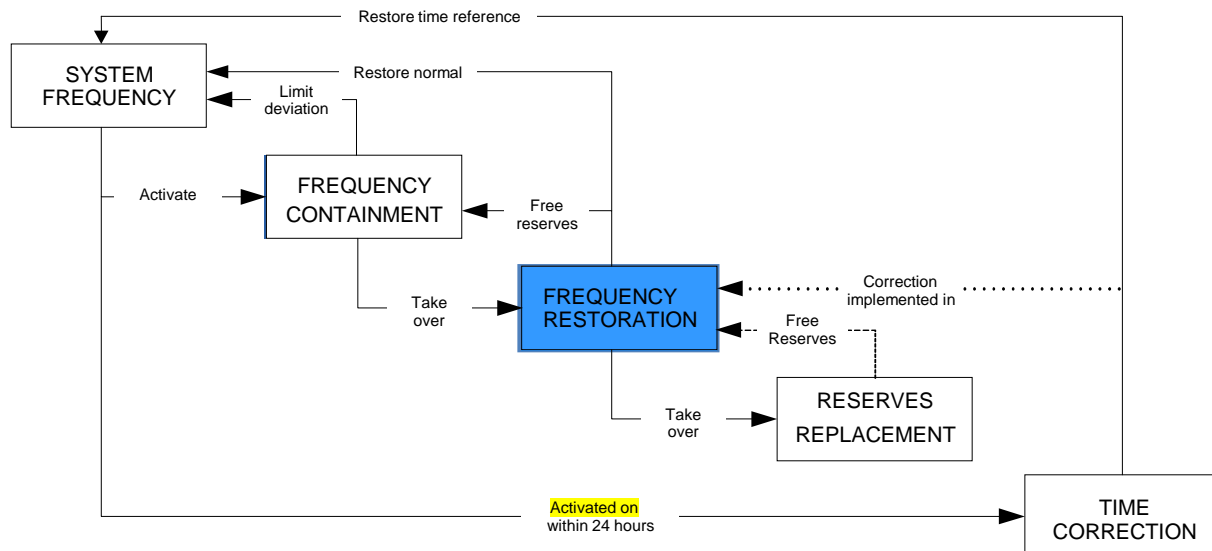 Restore time reference
SYSTEM
FREQUENCY
Restore normal
Limit
deviation
Activate
FREQUENCY
CONTAINMENT
Free
reserves
Take
over
FREQUENCY
RESTORATION
Correction
implemented in
Free
Reserves
Take
over
RESERVES
REPLACEMENT
Activated on
within 24 hours
TIME
CORRECTION